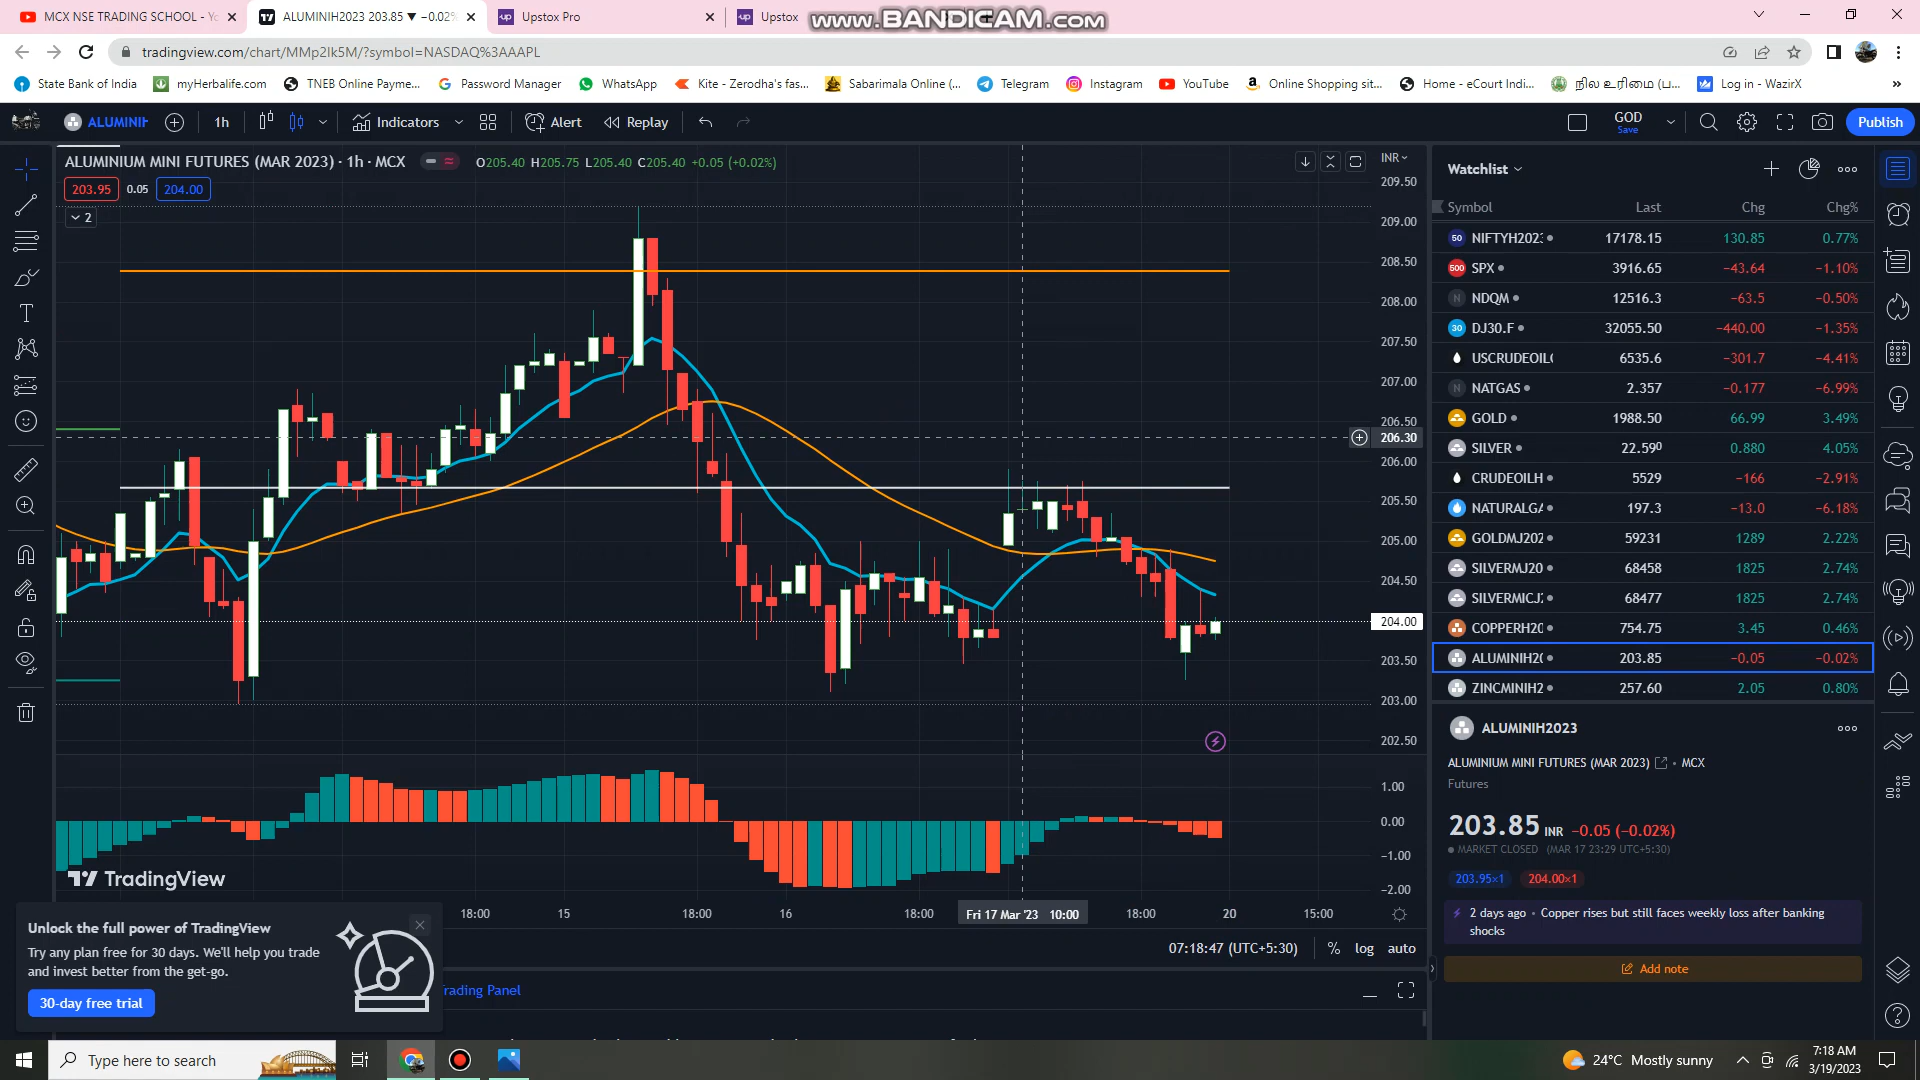 MCX NSE TRADING SCHOOL - Yo
ALUMINIH2023 203.85 ▼ −0.02%
Upstox Pro
Upstox
www.BANDICAM.com
tradingview.com/chart/MMp2Ik5M/?symbol=NASDAQ%3AAAPL
State Bank of India
myHerbalife.com
TNEB Online Payme...
Password Manager
WhatsApp
Kite - Zerodha's fas...
Sabarimala Online (...
Telegram
Instagram
YouTube
Online Shopping sit...
Home - eCourt Indi...
நில உரிமை (ப...
Log in - WazirX
»
ALUMINIH
1h
Indicators
Alert
Replay
GOD
Save
Publish
ALUMINIUM MINI FUTURES (MAR 2023) · 1h · MCX
O205.40 H205.75 L205.40 C205.40 +0.05 (+0.02%)
203.95
0.05
204.00
2
INR
209.50
209.00
208.50
208.00
207.50
207.00
206.50
206.30
206.00
205.50
205.00
204.50
204.00
203.50
203.00
202.50
1.00
0.00
−1.00
−2.00
TradingView
18:00
15
18:00
16
18:00
Fri 17 Mar '23 10:00
18:00
20
15:00
07:18:47 (UTC+5:30)
%
log
auto
Unlock the full power of TradingView
Try any plan free for 30 days. We'll help you trade
and invest better from the get-go.
30-day free trial
rading Panel
Watchlist
Symbol Last Chg Chg%
50 NIFTYH202 17178.15 130.85 0.77%
500 SPX 3916.65 −43.64 −1.10%
N NDQM 12516.3 −63.5 −0.50%
30 DJ30.F 32055.50 −440.00 −1.35%
USCRUDEOIL 6535.6 −301.7 −4.41%
N NATGAS 2.357 −0.177 −6.99%
GOLD 1988.50 66.99 3.49%
SILVER 22.590 0.880 4.05%
CRUDEOILH 5529 −166 −2.91%
NATURALGA 197.3 −13.0 −6.18%
GOLDMJ202 59231 1289 2.22%
SILVERMJ20 68458 1825 2.74%
SILVERMICJ 68477 1825 2.74%
COPPERH20 754.75 3.45 0.46%
ALUMINIH20 203.85 −0.05 −0.02%
ZINCMINIH2 257.60 2.05 0.80%
ALUMINIH2023
ALUMINIUM MINI FUTURES (MAR 2023) • MCX
Futures
203.85 INR −0.05 (−0.02%)
MARKET CLOSED (MAR 17 23:29 UTC+5:30)
203.95×1
204.00×1
2 days ago • Copper rises but still faces weekly loss after banking
shocks
Add note
Type here to search
24°C Mostly sunny
7:18 AM
3/19/2023